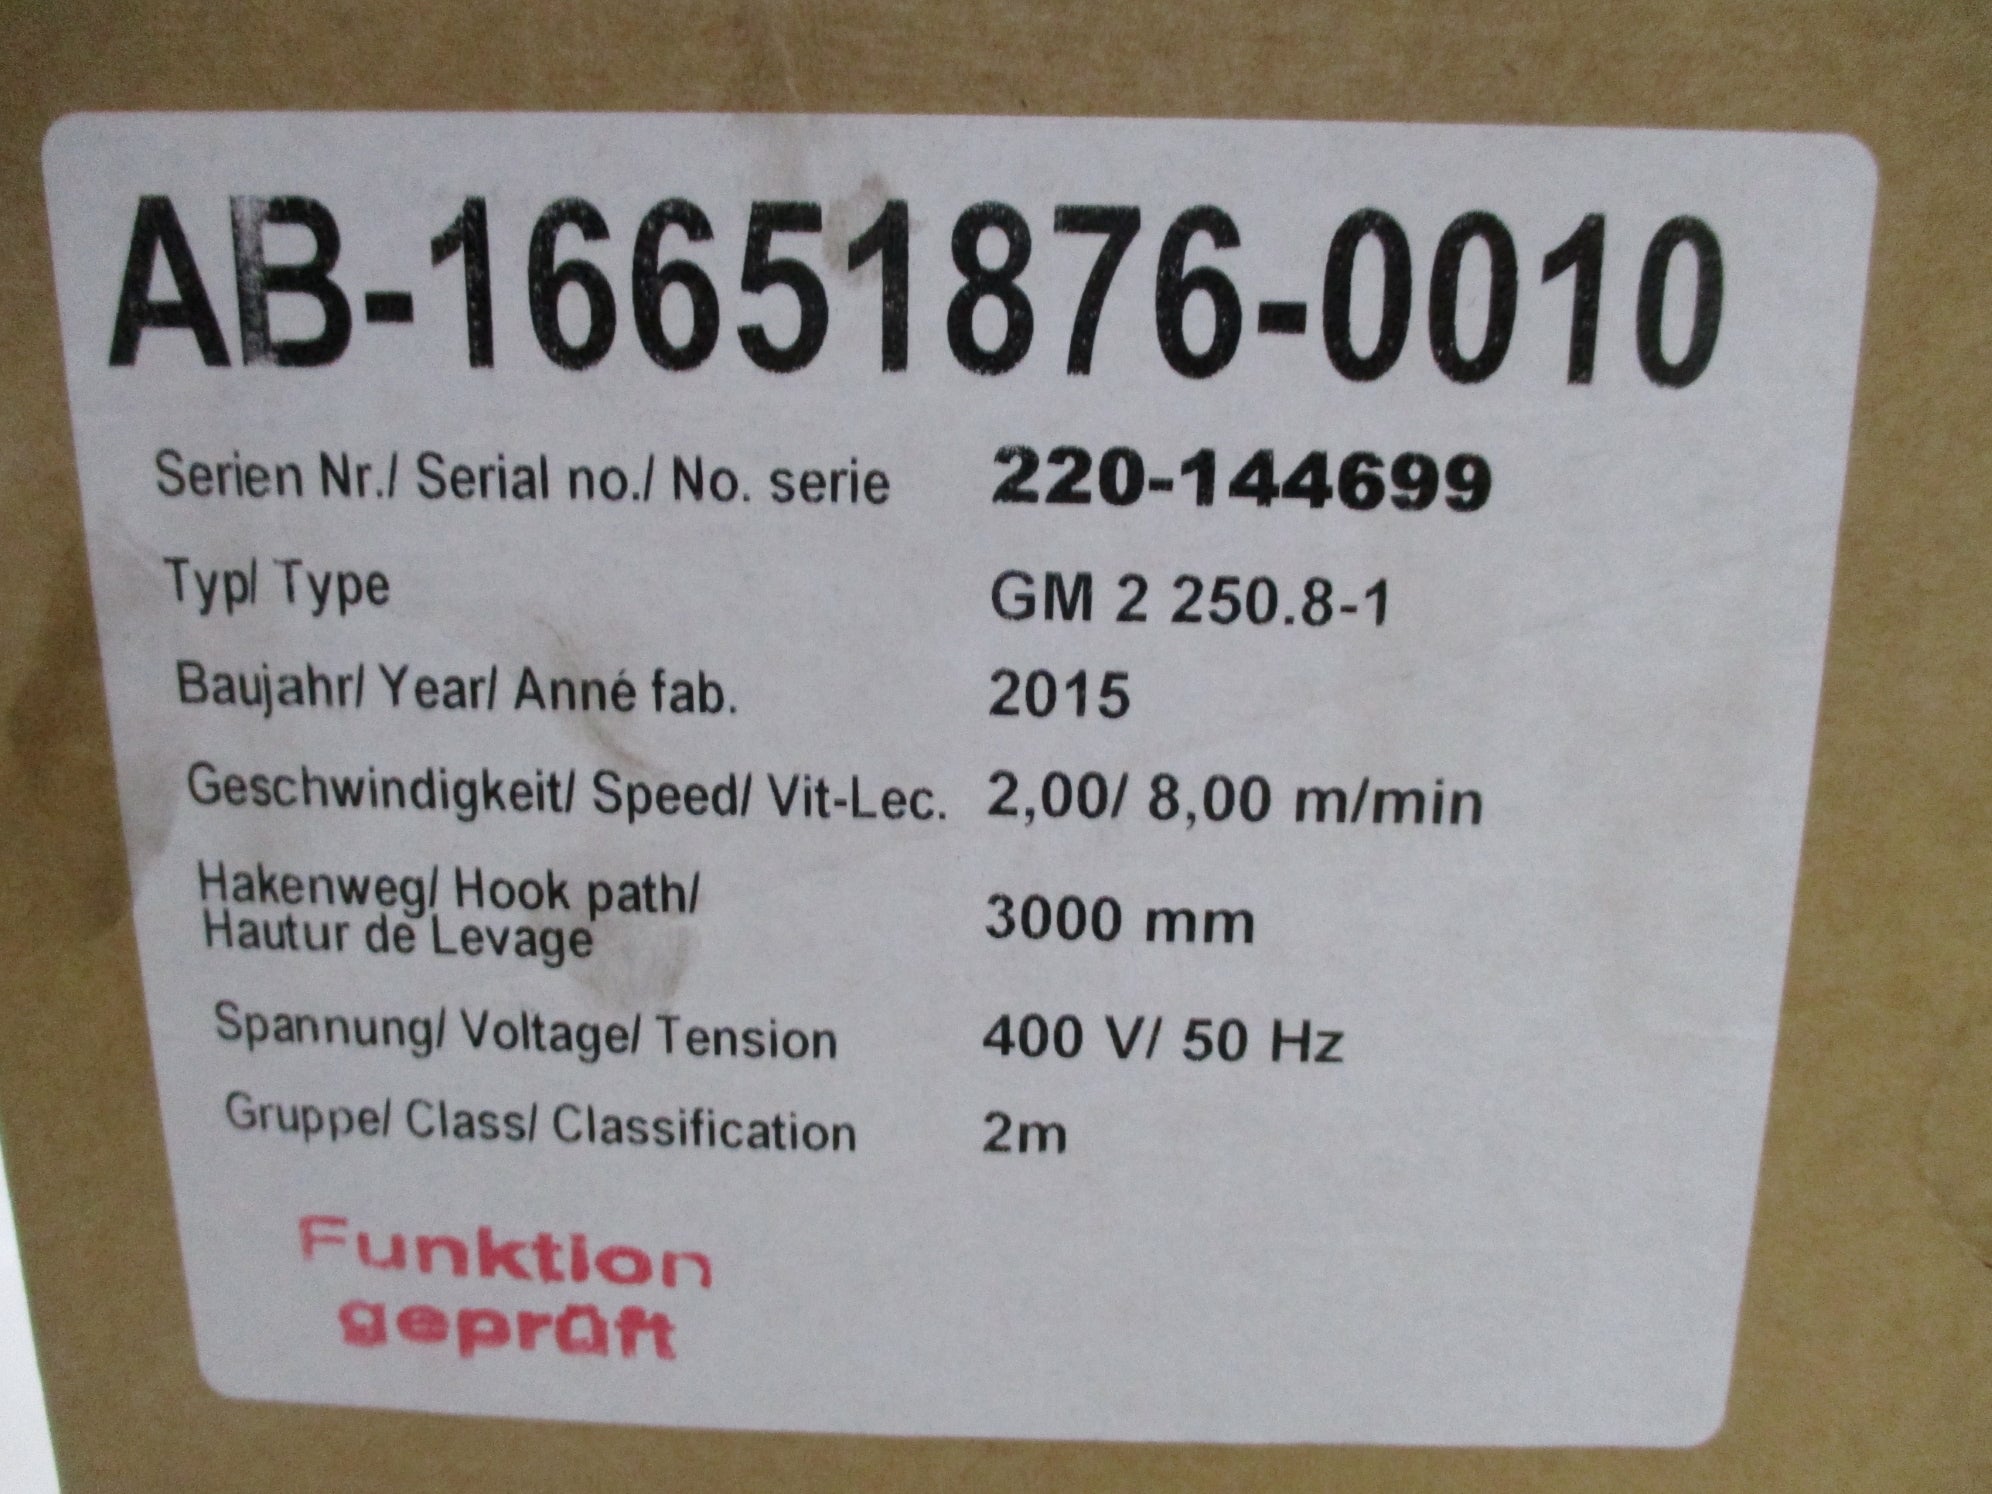 AB-16651876-0010
Serien Nr./ Serial no./ No. serie 220-144699
Typ/ Type GM 2 250.8-1
Baujahr/ Year/ Anné fab. 2015
Geschwindigkeit/ Speed/ Vit-Lec. 2,00/ 8,00 m/min
Hakenweg/ Hook path/
Hautur de Levage 3000 mm
Spannung/ Voltage/ Tension 400 V/ 50 Hz
Gruppe/ Class/ Classification 2m
Funktion
geprüft